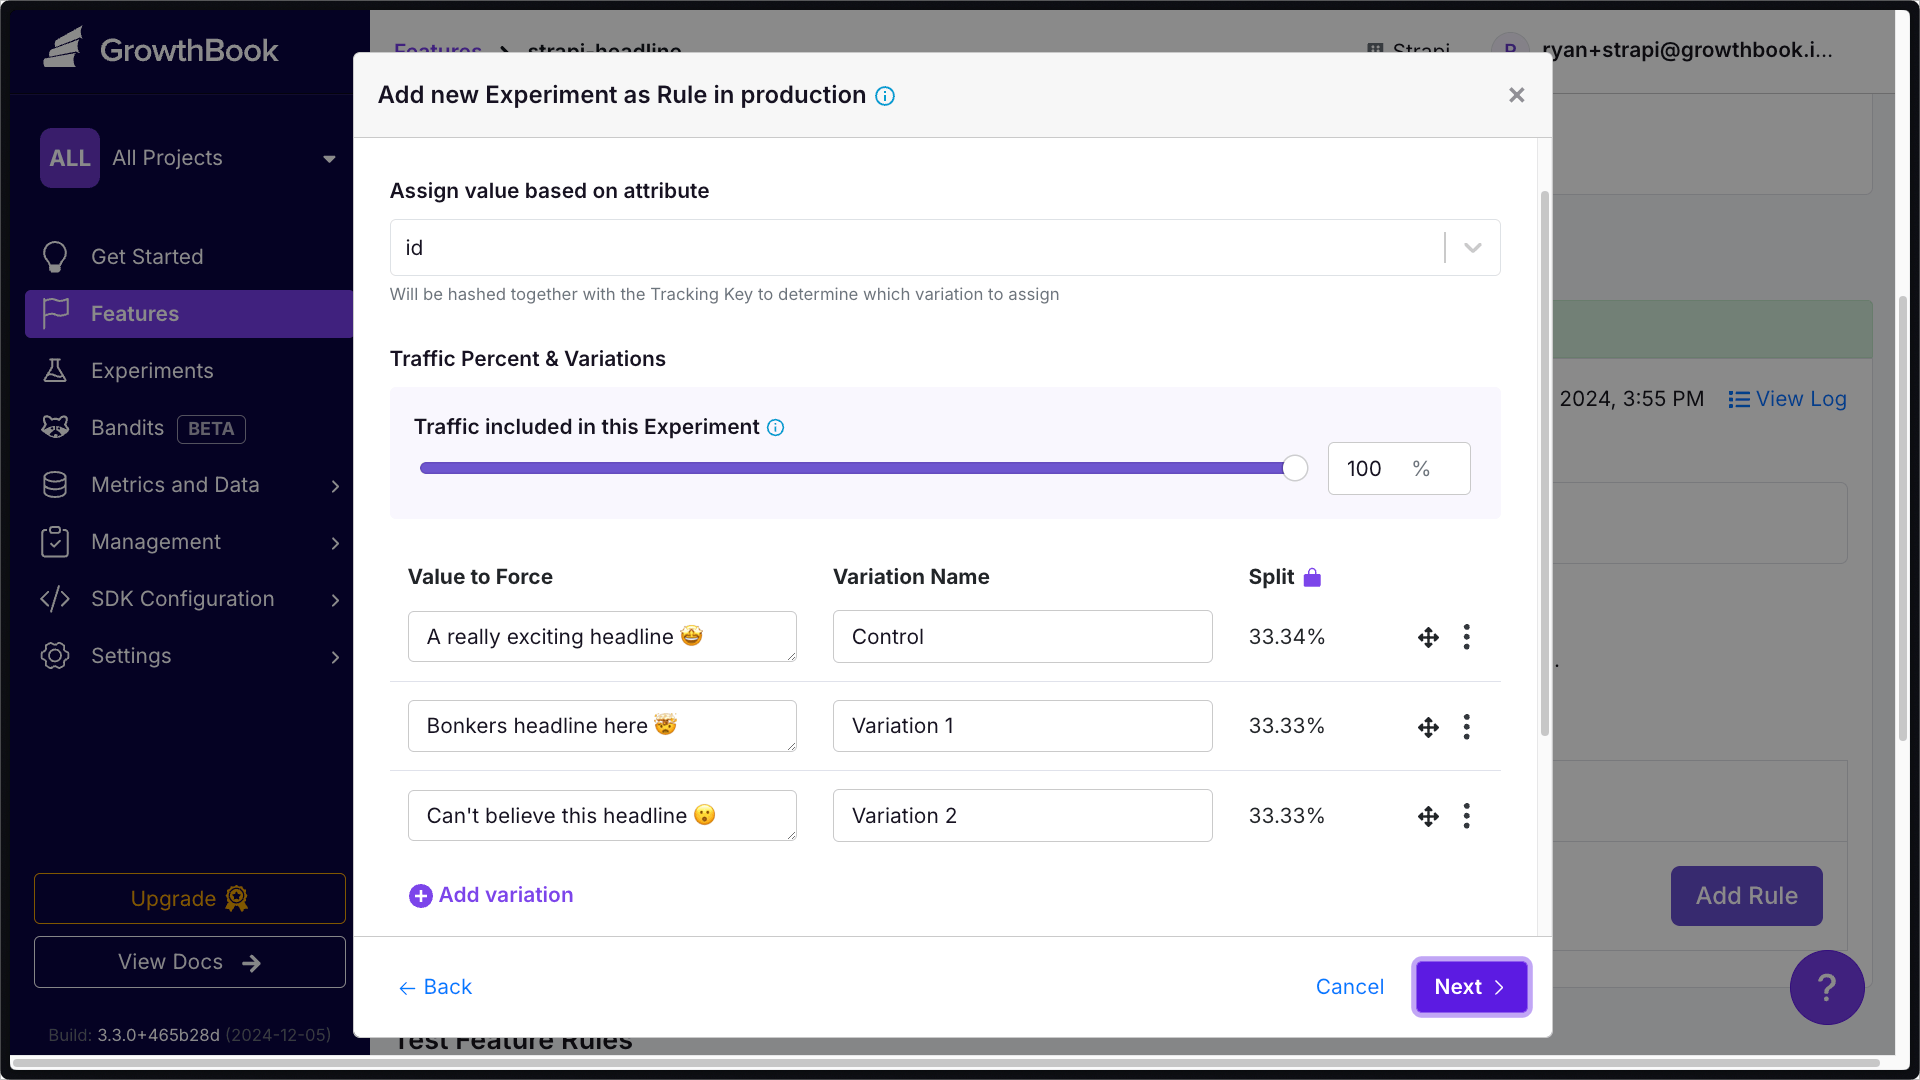 GrowthBook
Features > strapi-headline
Strapi
R
ryan+strapi@growthbook.i...
Add new Experiment as Rule in production
ALL
All Projects
Get Started
Features
Experiments
Bandits
BETA
Metrics and Data
Management
SDK Configuration
Settings
Upgrade
View Docs
Build: 3.3.0+465b28d (2024-12-05)
Assign value based on attribute
id
Will be hashed together with the Tracking Key to determine which variation to assign
Traffic Percent & Variations
Traffic included in this Experiment
100 %
Value to Force
Variation Name
Split
A really exciting headline 🤩
Control
33.34%
Bonkers headline here 🤯
Variation 1
33.33%
Can't believe this headline 😮
Variation 2
33.33%
Add variation
Back
Cancel
Next
2024, 3:55 PM
View Log
.
Add Rule
?
Test Feature Rules